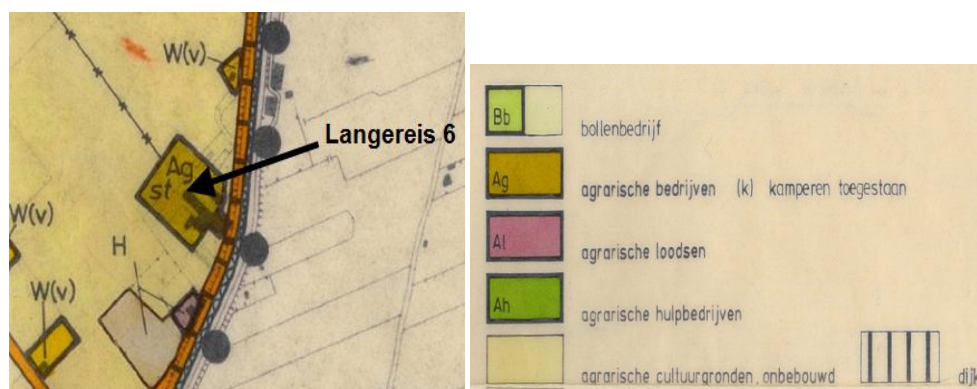 W(v)
Langereis 6
Ag
st
W(v)
H
W(v)
Bb
bollenbedrijf
Ag
agrarische bedrijven (k) kamperen toegestaan
Al
agrarische loodsen
Ah
agrarische hulpbedrijven
agrarische cultuurgronden, onbebouwd